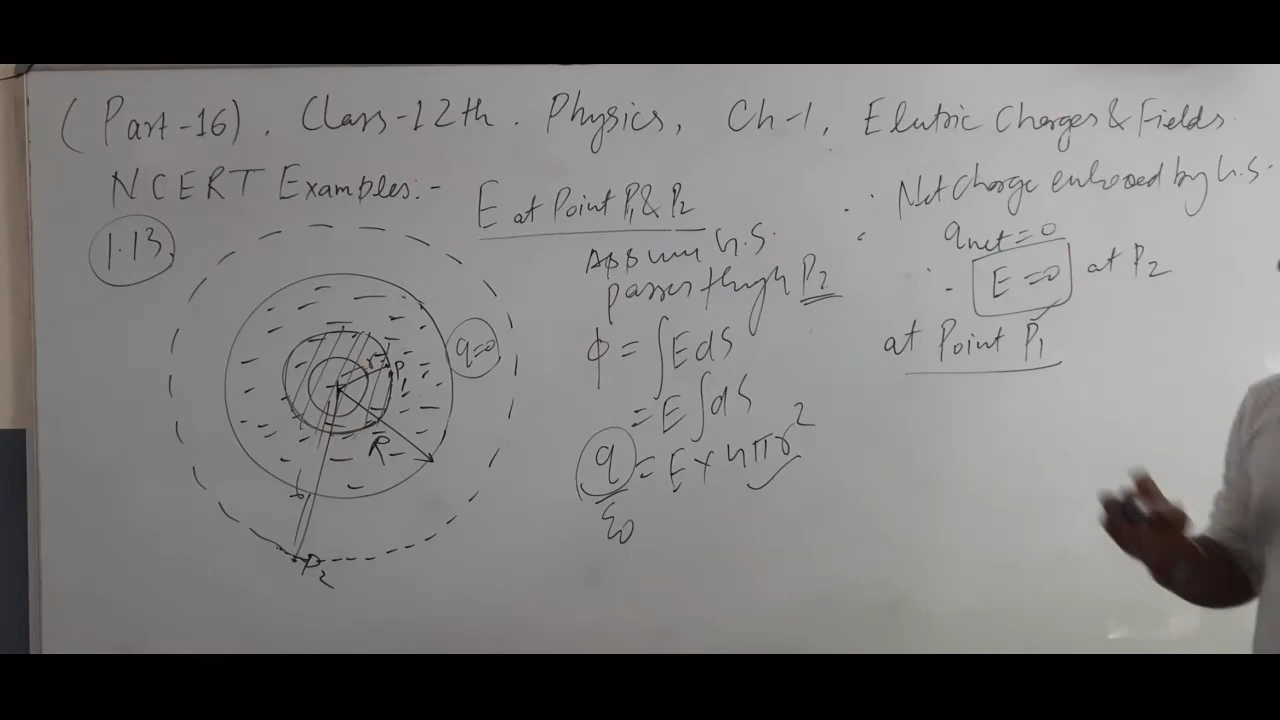 (Part-16). Class-12th. Physics, Ch-1, Electric Charges & Fields.
NCERT Examples:-
1.13
E at Point P₁ & P₂
Assume G.S.
passes through P₂
ϕ = ∫E dS
= E ∫dS
q/ε₀ = E × 4πr²
∴ Net charge enclosed by G.S.
q net = 0
∴ E = 0 at P₂
at Point P₁
q=0
r
P₁
R
P₂